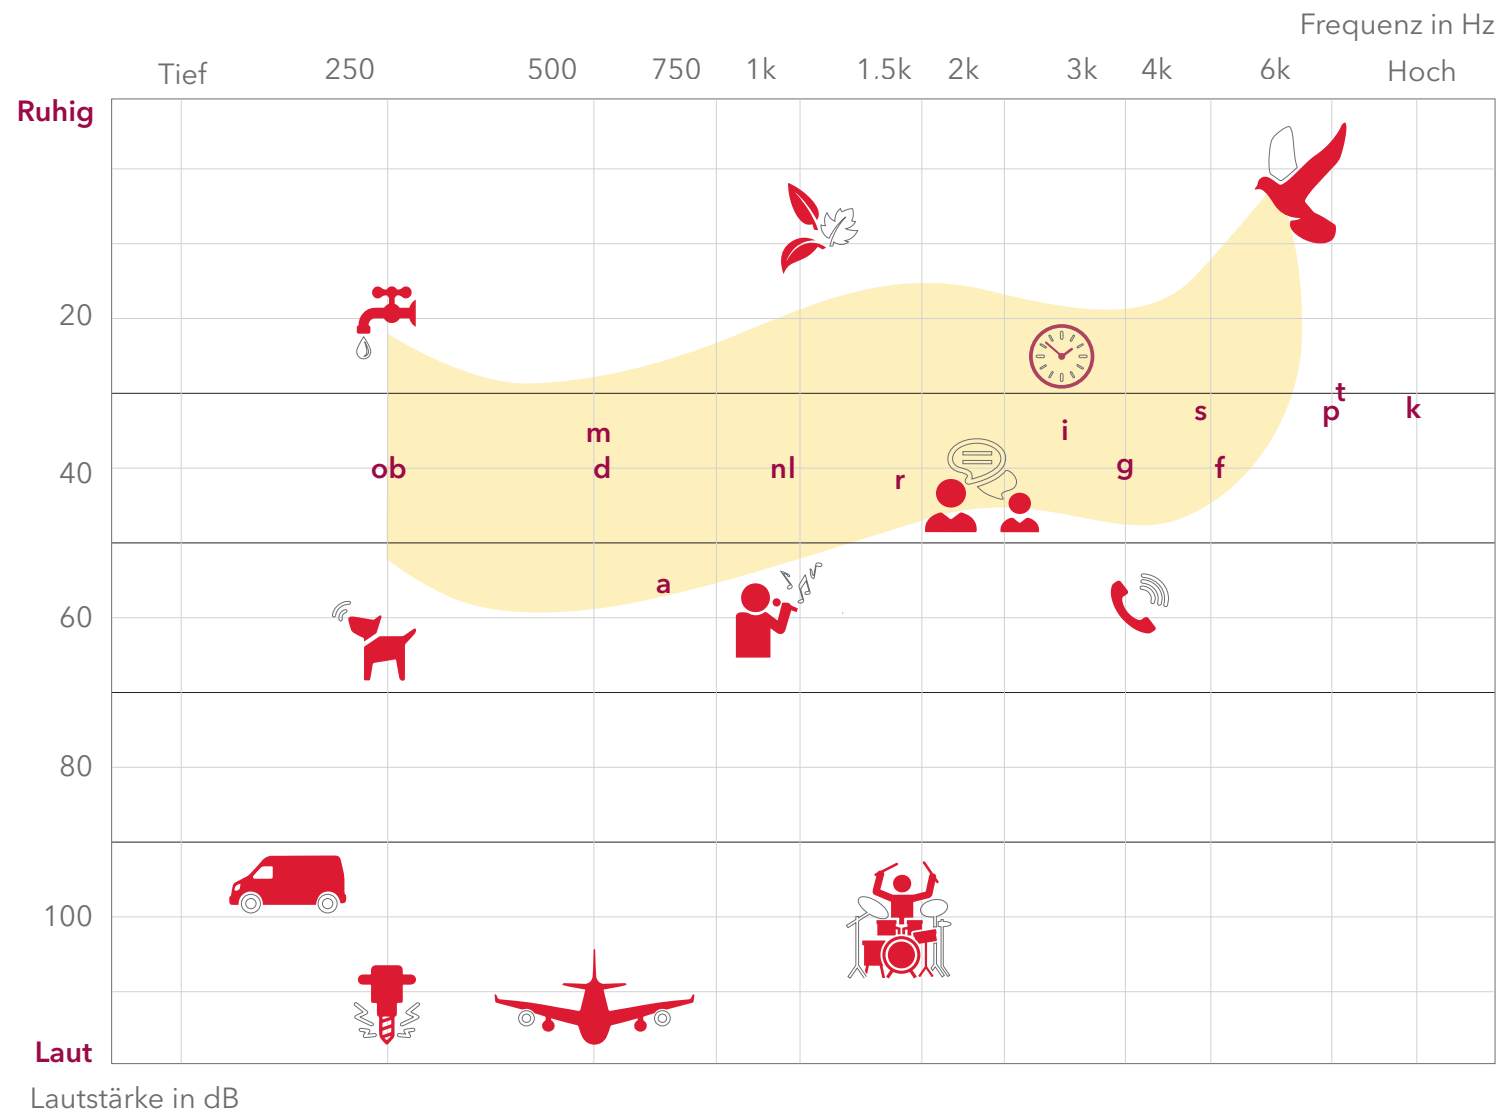 Frequenz in Hz
Tief 250 500 750 1k 1.5k 2k 3k 4k 6k Hoch
Ruhig
20
t
s p k
m i
ob d nl g f
40
r
a
60
80
100
Laut
Lautstärke in dB